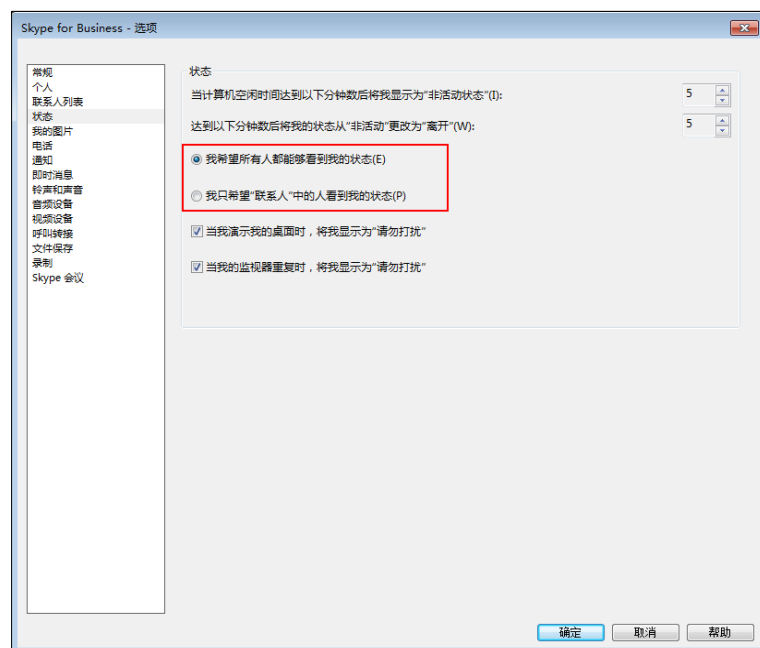 Skype for Business - 选项
常规
个人
联系人列表
状态
我的图片
电话
通知
即时消息
铃声和声音
音频设备
视频设备
呼叫转接
文件保存
录制
Skype 会议
状态
当计算机空闲时间达到以下分钟数后将我显示为"非活动状态"(I): 5
达到以下分钟数后将我的状态从"非活动"更改为"离开"(W): 5
我希望所有人都能够看到我的状态(E)
我只希望"联系人"中的人看到我的状态(P)
当我演示我的桌面时，将我显示为"请勿打扰"
当我的监视器重复时，将我显示为"请勿打扰"
确定 取消 帮助